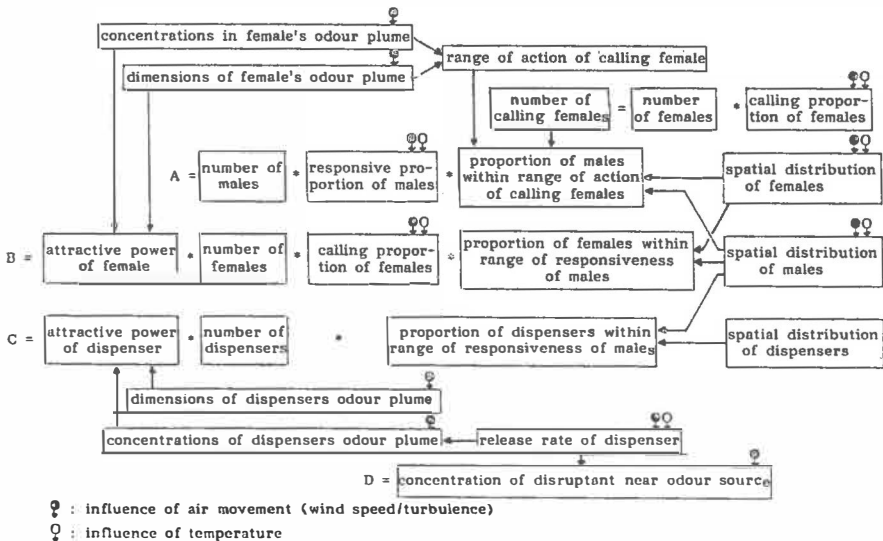 concentrations in female's odour plume
dimensions of female's odour plume
range of action of calling female
number of
calling females
=
number
of females
*
calling propor-
tion of females
A =
number of
males
*
responsive pro-
portion of males
*
proportion of males
within range of action
of calling females
spatial distribution
of females
B =
attractive power
of female
*
number of
females
*
calling propor-
tion of females
*
proportion of females within
range of responsiveness
of males
spatial distribution
of males
C =
attractive power
of dispenser
*
number of
dispensers
*
proportion of dispensers within
range of responsiveness of males
spatial distribution
of dispensers
dimensions of dispensers odour plume
concentrations of dispensers odour plume
release rate of dispenser
D =
concentration of disruptant near odour source
: influence of air movement (wind speed/turbulence)
: influence of temperature